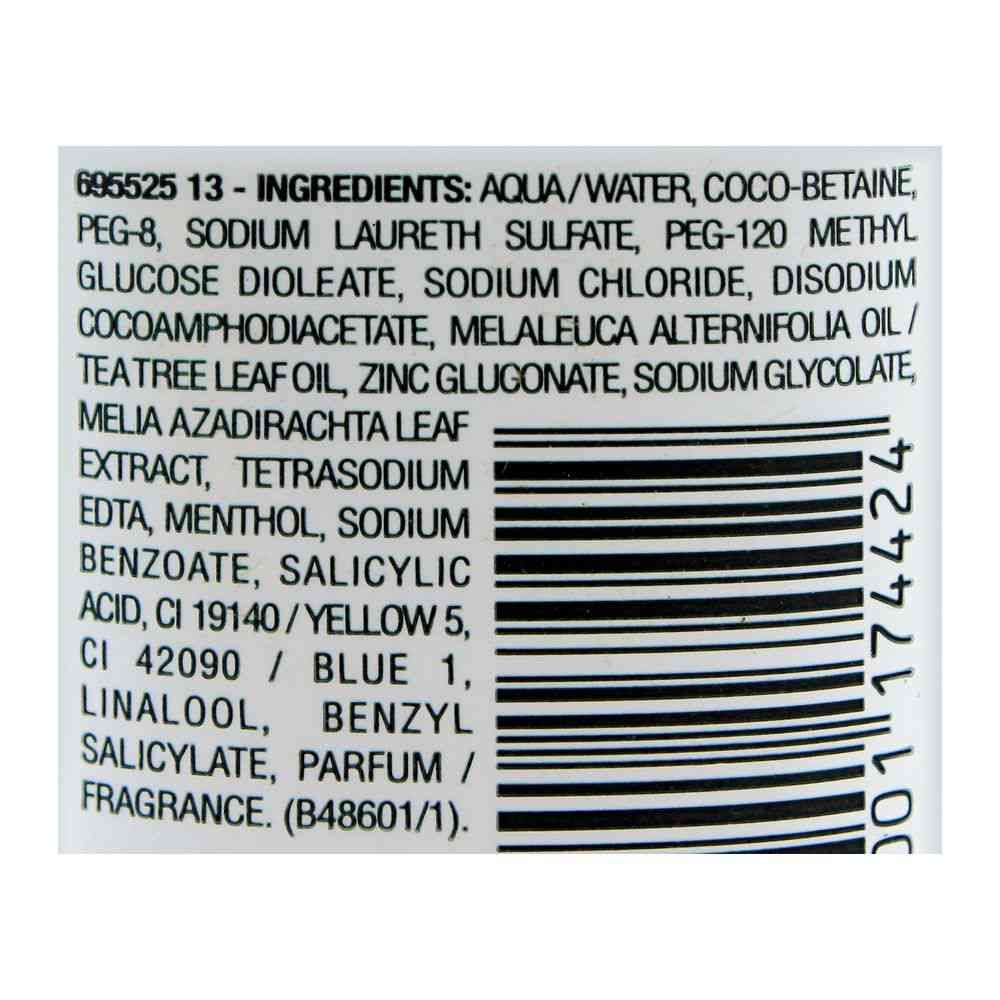 695525 13 - INGREDIENTS: AQUA/WATER, COCO-BETAINE,
PEG-8, SODIUM LAURETH SULFATE, PEG-120 METHYL
GLUCOSE DIOLEATE, SODIUM CHLORIDE, DISODIUM
COCOAMPHODIACETATE, MELALEUCA ALTERNIFOLIA OIL /
TEA TREE LEAF OIL, ZINC GLUGONATE, SODIUM GLYCOLATE,
MELIA AZADIRACHTA LEAF
EXTRACT, TETRASODIUM
EDTA, MENTHOL, SODIUM
BENZOATE, SALICYLIC
ACID, CI 19140 / YELLOW 5,
CI 42090 / BLUE 1,
LINALOOL, BENZYL
SALICYLATE, PARFUM /
FRAGRANCE. (B48601/1).
001174424